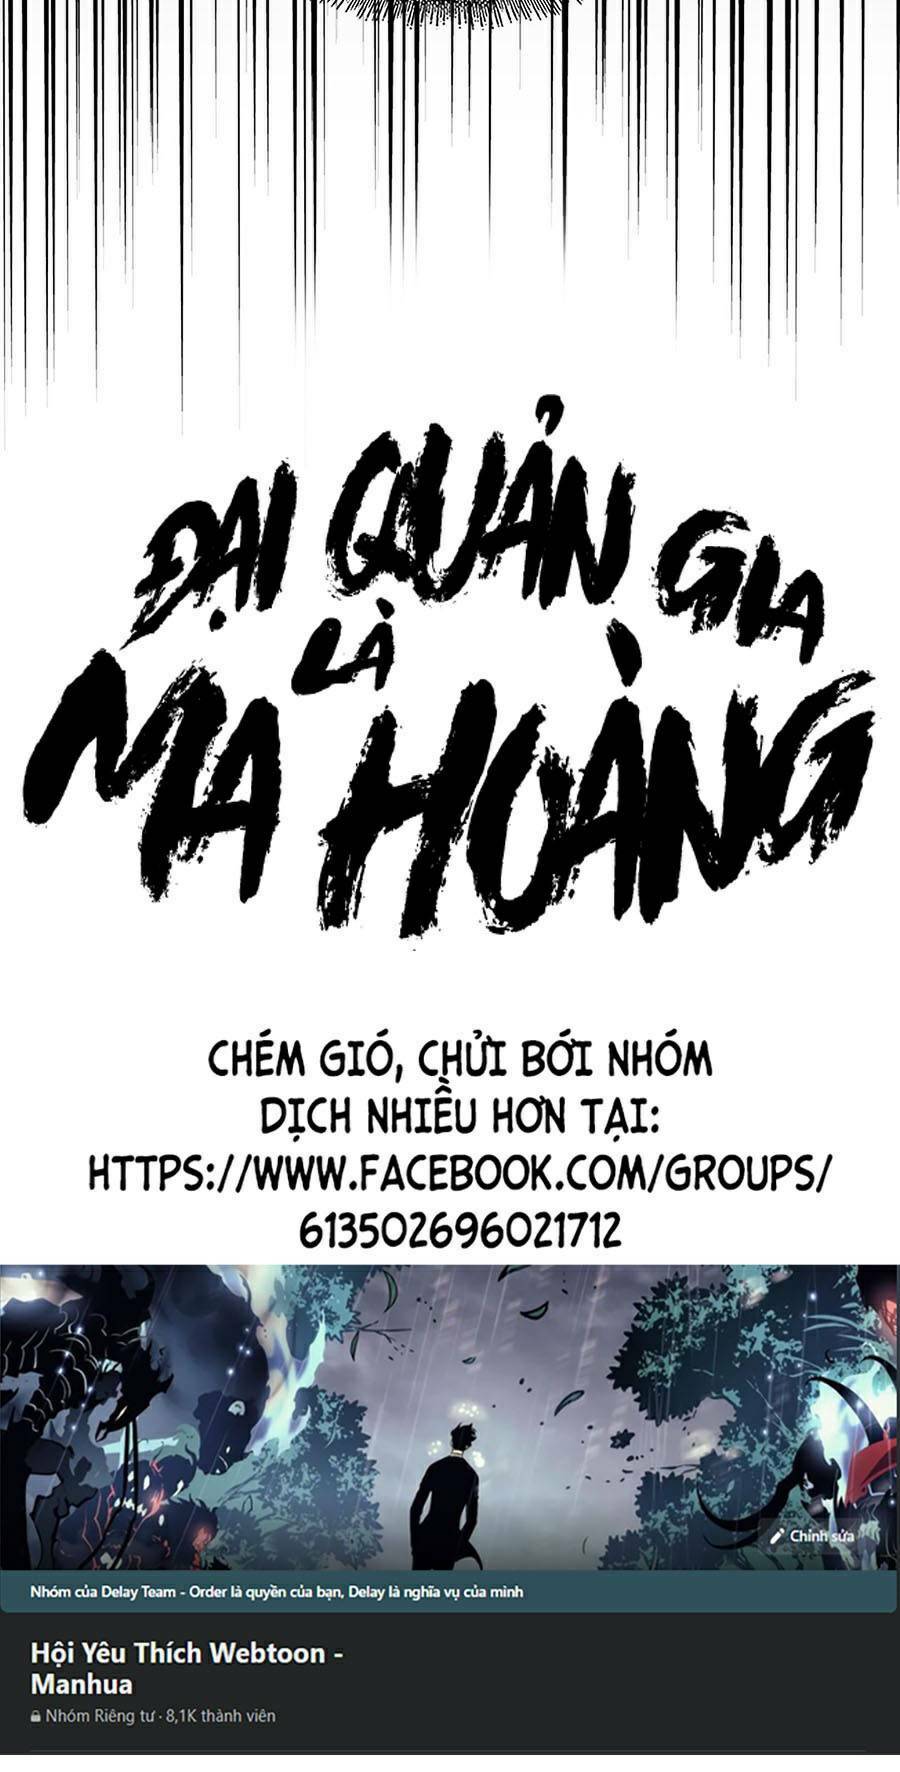 ĐẠI QUẢN GIA
LÀ
MA HOÀNG
CHÉM GIÓ, CHỬI BỚI NHÓM
DỊCH NHIỀU HƠN TẠI:
HTTPS://WWW.FACEBOOK.COM/GROUPS/
613502696021712
Chỉnh sửa
Nhóm của Delay Team - Order là quyền của bạn, Delay là nghĩa vụ của mình
Hội Yêu Thích Webtoon -
Manhua
Nhóm Riêng tư · 8,1K thành viên